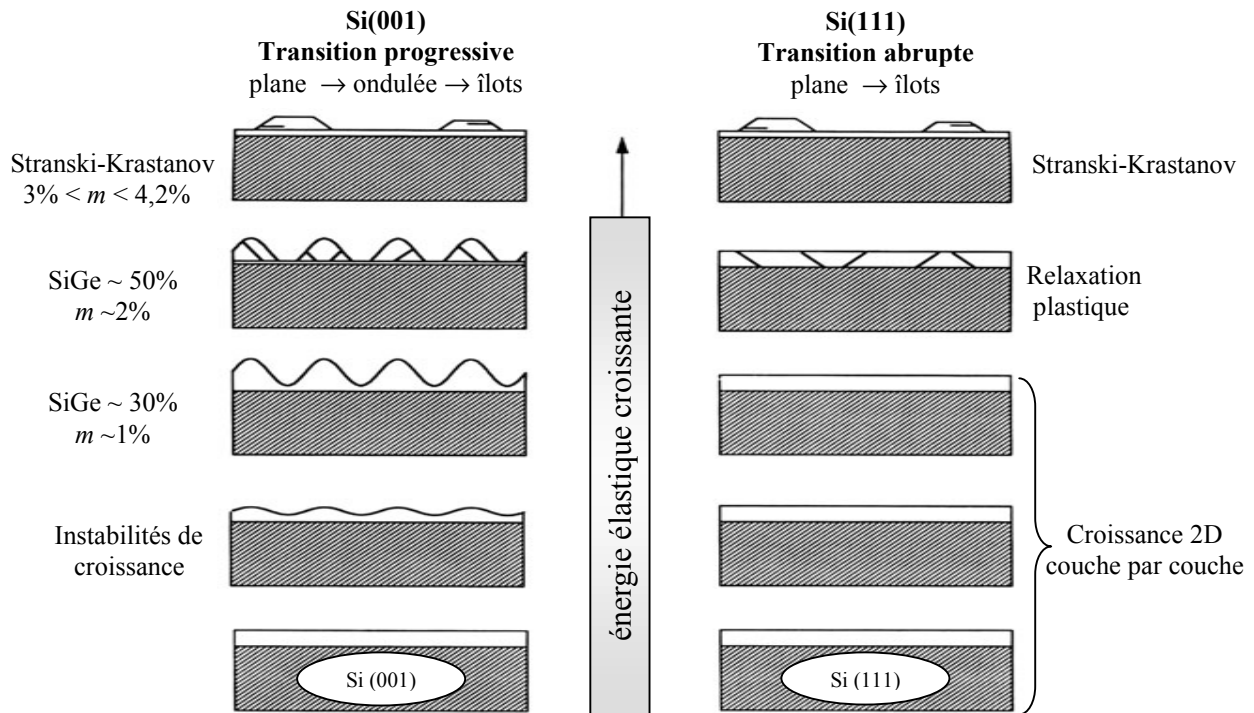 Si(001)
Transition progressive
plane → ondulée → îlots
Si(111)
Transition abrupte
plane → îlots
Stranski-Krastanov
3% < m < 4,2%
Stranski-Krastanov
SiGe ~ 50%
m ~2%
Relaxation
plastique
SiGe ~ 30%
m ~1%
Instabilités de
croissance
énergie élastique croissante
Croissance 2D
couche par couche
Si (001)
Si (111)